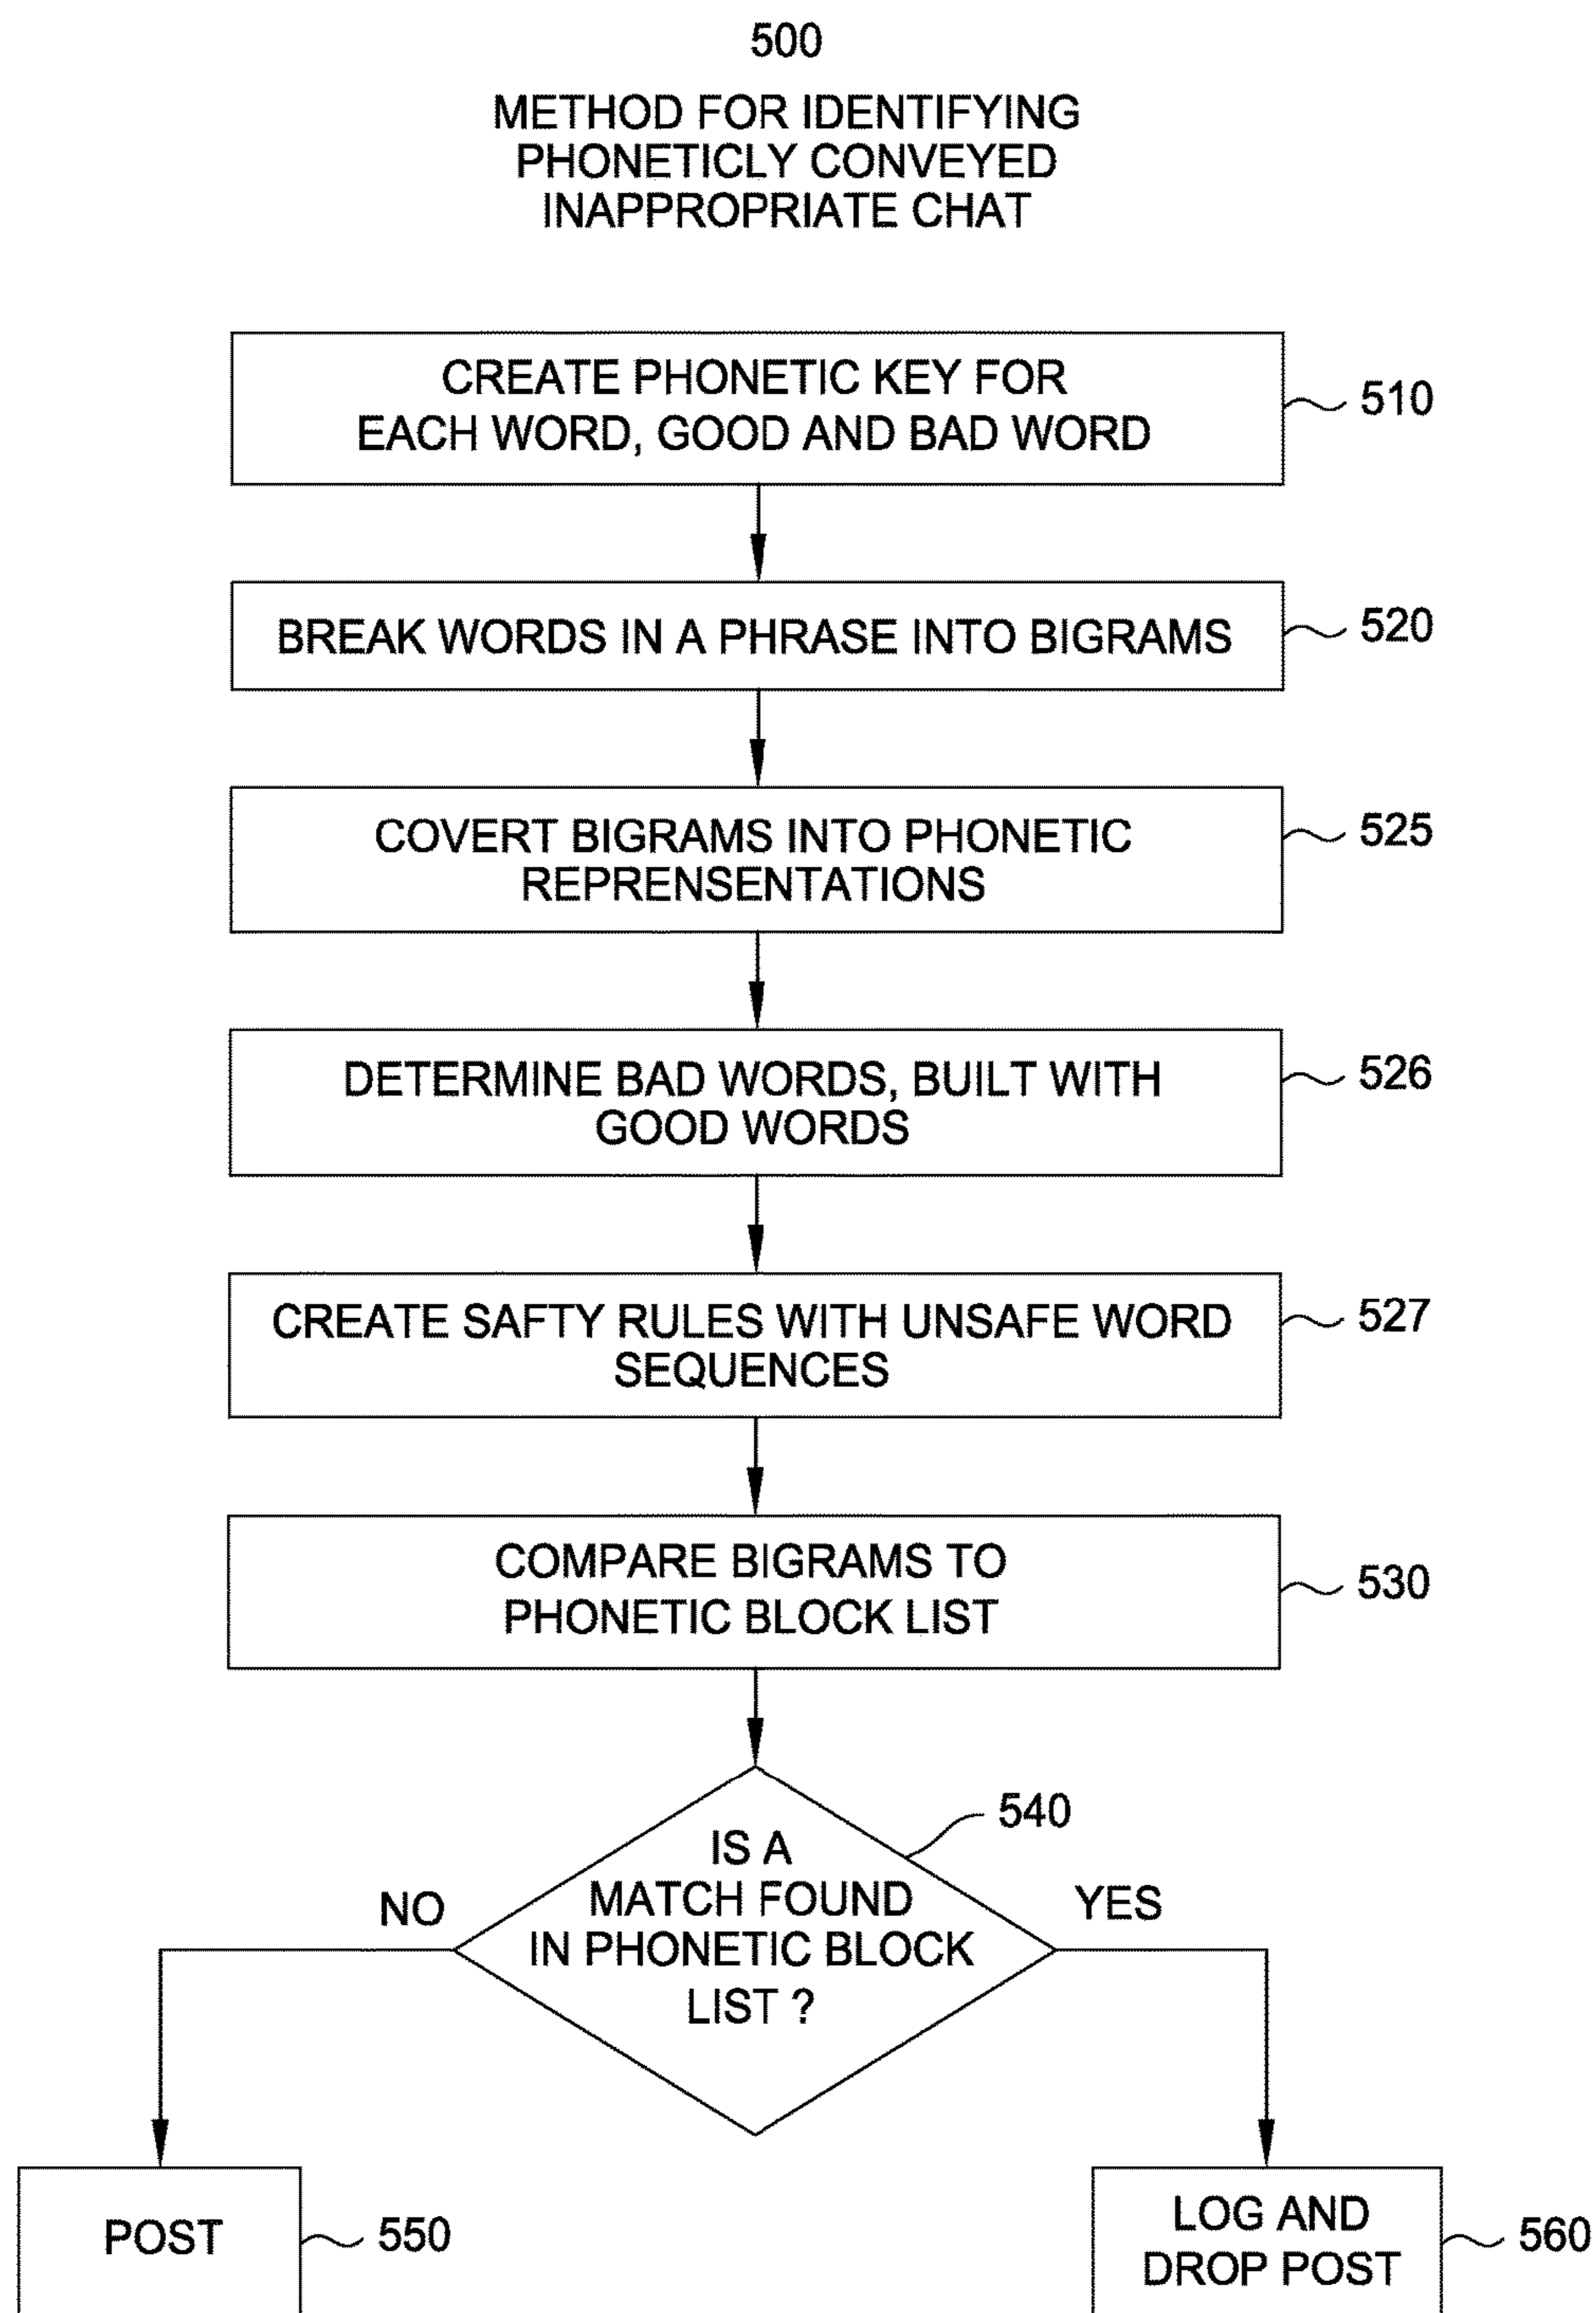 500
METHOD FOR IDENTIFYING
PHONETICLY CONVEYED
INAPPROPRIATE CHAT
CREATE PHONETIC KEY FOR
EACH WORD, GOOD AND BAD WORD
510
BREAK WORDS IN A PHRASE INTO BIGRAMS
520
COVERT BIGRAMS INTO PHONETIC
REPRENSENTATIONS
525
DETERMINE BAD WORDS, BUILT WITH
GOOD WORDS
526
CREATE SAFTY RULES WITH UNSAFE WORD
SEQUENCES
527
COMPARE BIGRAMS TO
PHONETIC BLOCK LIST
530
540
IS A
MATCH FOUND
IN PHONETIC BLOCK
LIST ?
NO
YES
POST
550
LOG AND
DROP POST
560